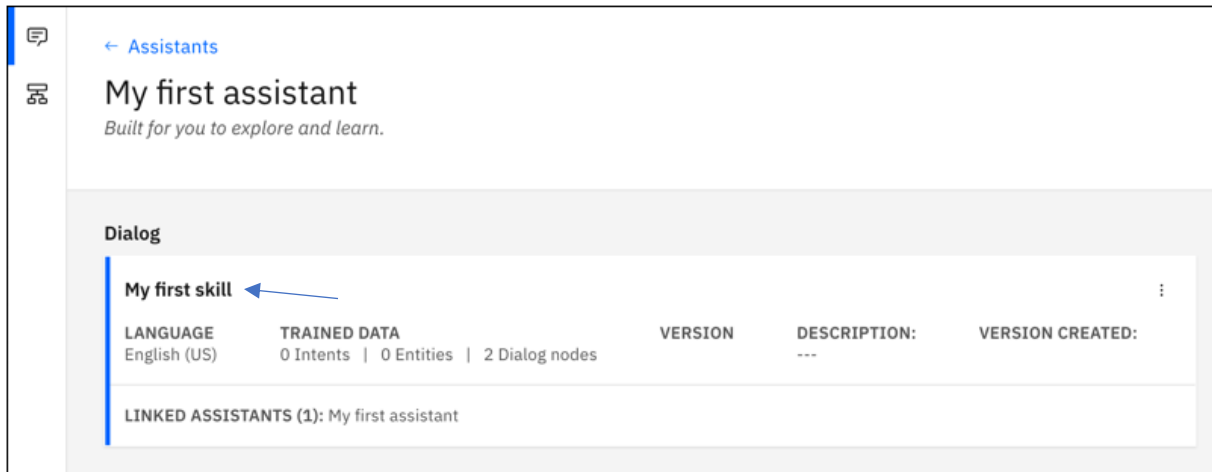 ← Assistants
My first assistant
Built for you to explore and learn.
Dialog
My first skill
LANGUAGE TRAINED DATA VERSION DESCRIPTION: VERSION CREATED:
English (US) 0 Intents | 0 Entities | 2 Dialog nodes ---
LINKED ASSISTANTS (1): My first assistant